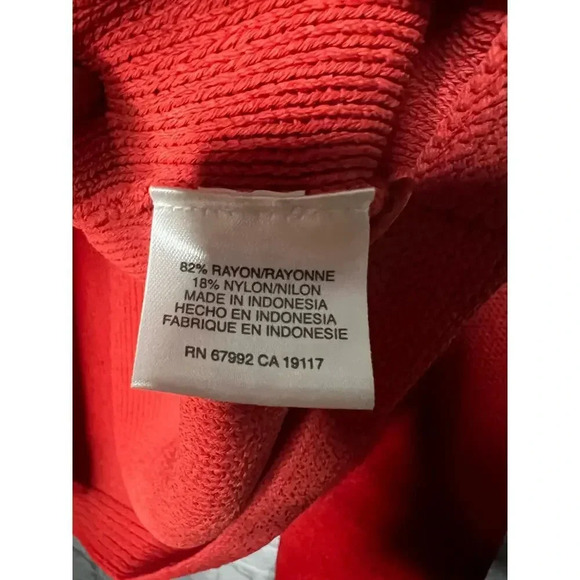 82% RAYON/RAYONNE
18% NYLON/NILON
MADE IN INDONESIA
HECHO EN INDONESIA
FABRIQUE EN INDONESIE
RN 67992 CA 19117